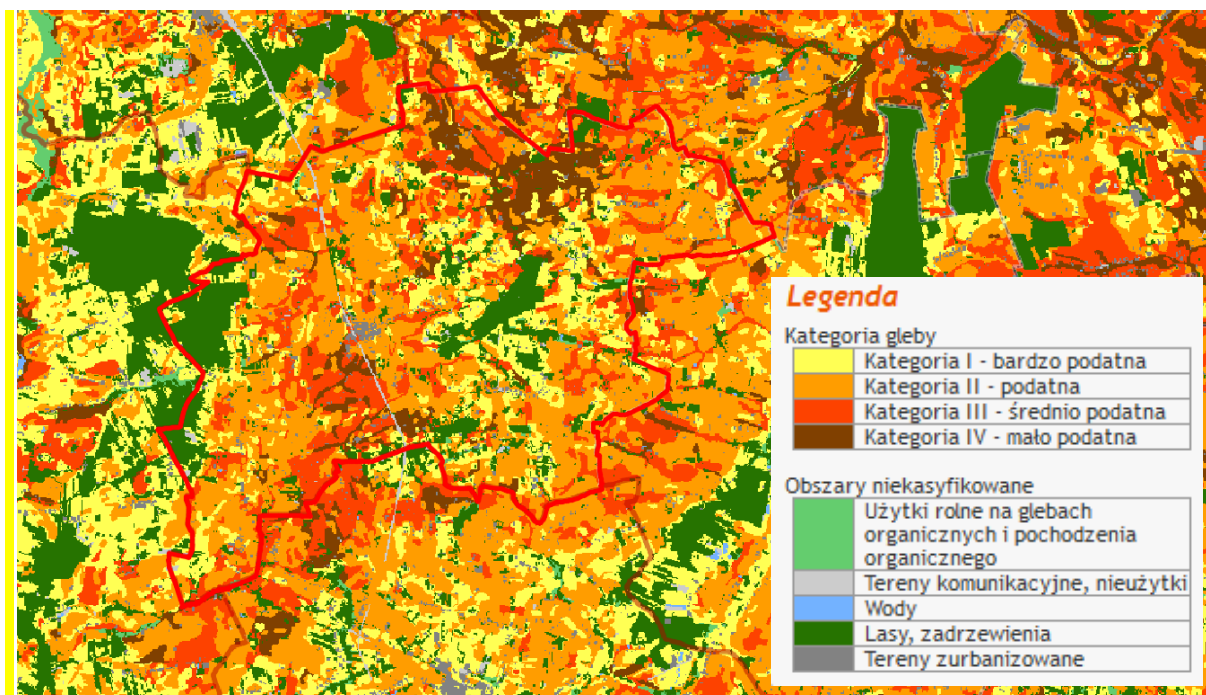 Legenda
Kategoria gleby
Kategoria I - bardzo podatna
Kategoria II - podatna
Kategoria III - średnio podatna
Kategoria IV - mało podatna
Obszary niekasyfikowane
Użytki rolne na glebach
organicznych i pochodzenia
organicznego
Tereny komunikacyjne, nieużytki
Wody
Lasy, zadrzewienia
Tereny zurbanizowane